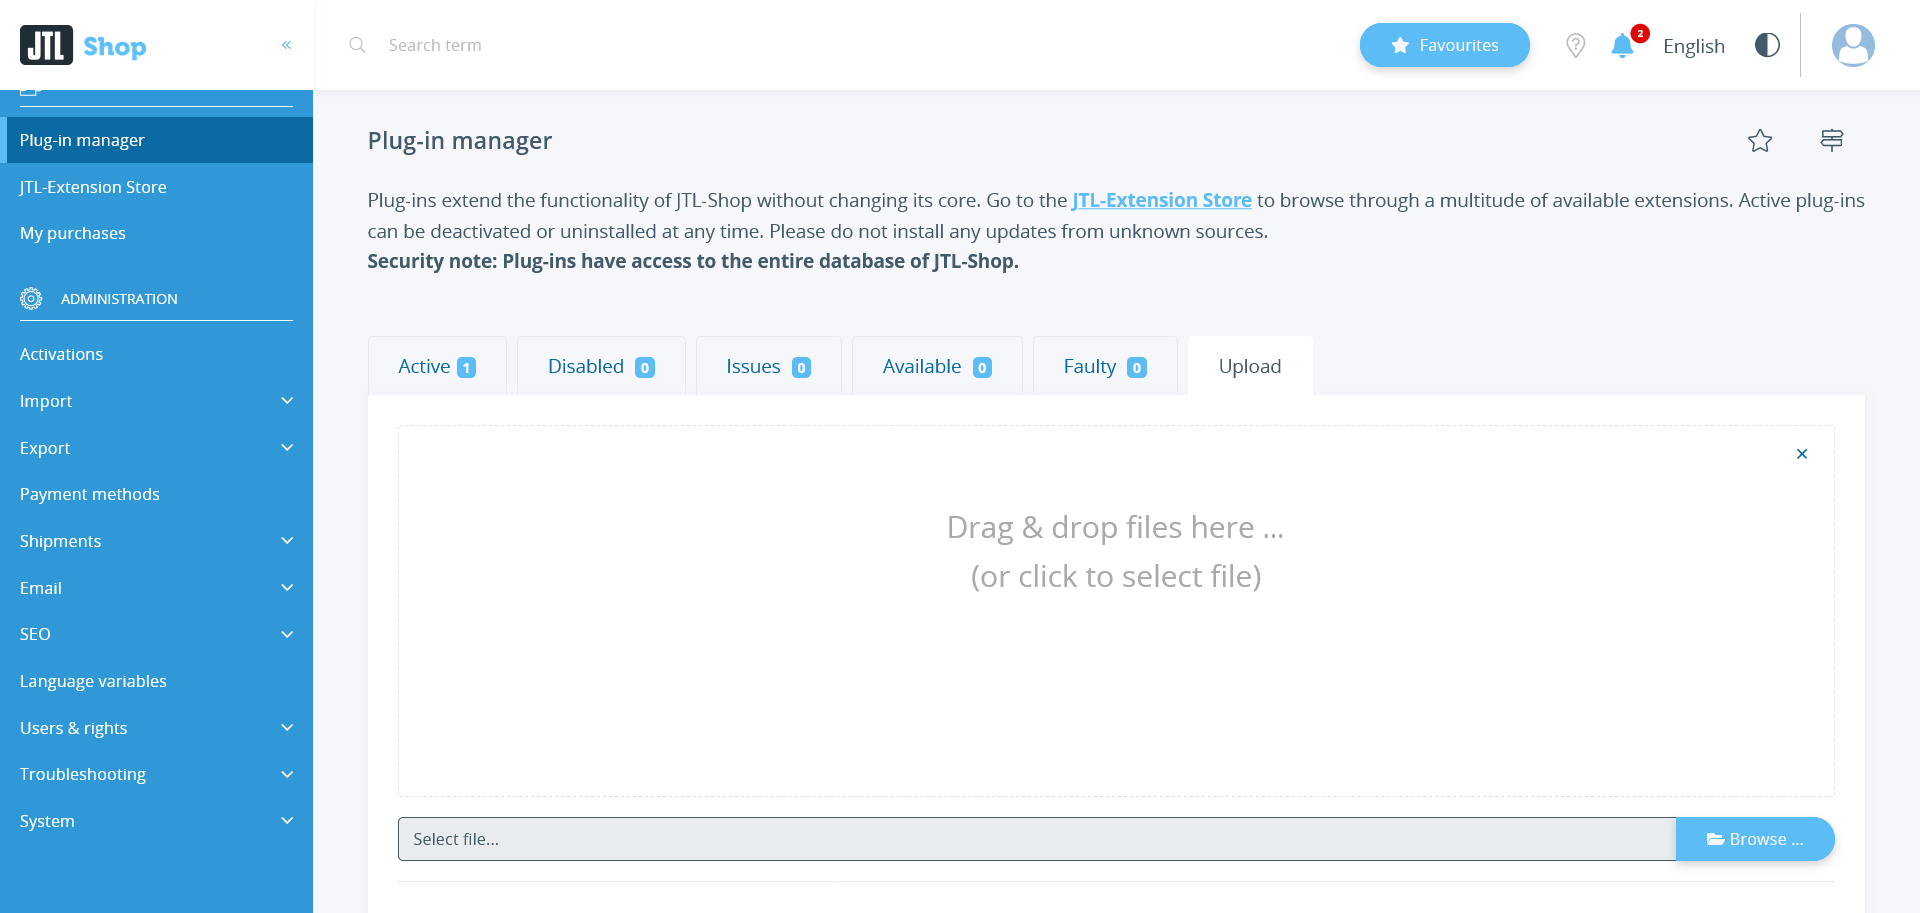 JTL Shop
«
Search term
Favourites
2
English
Plug-in manager
JTL-Extension Store
My purchases
ADMINISTRATION
Activations
Import
Export
Payment methods
Shipments
Email
SEO
Language variables
Users & rights
Troubleshooting
System
Plug-in manager
Plug-ins extend the functionality of JTL-Shop without changing its core. Go to the JTL-Extension Store to browse through a multitude of available extensions. Active plug-ins
can be deactivated or uninstalled at any time. Please do not install any updates from unknown sources.
Security note: Plug-ins have access to the entire database of JTL-Shop.
Active 1 Disabled 0 Issues 0 Available 0 Faulty 0 Upload
×
Drag & drop files here ...
(or click to select file)
Select file...
Browse ...